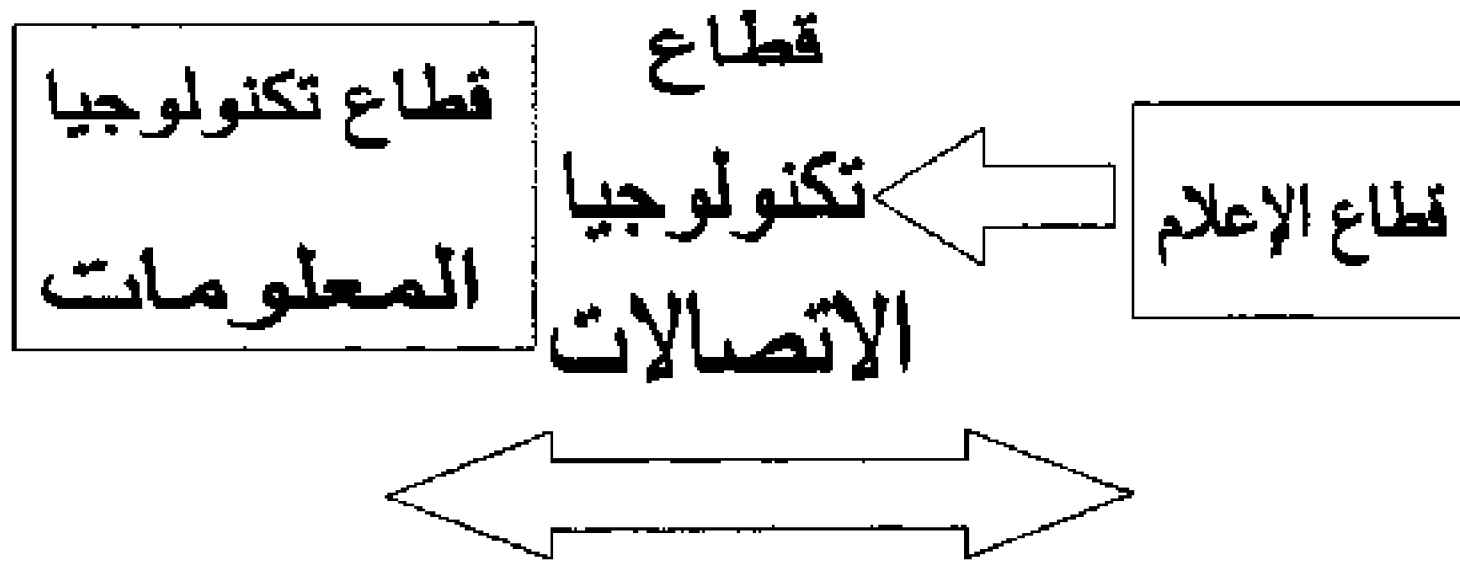 قطاع الإعلام
قطاع
تكنولوجيا
الاتصالات
قطاع تكنولوجيا
المعلومات